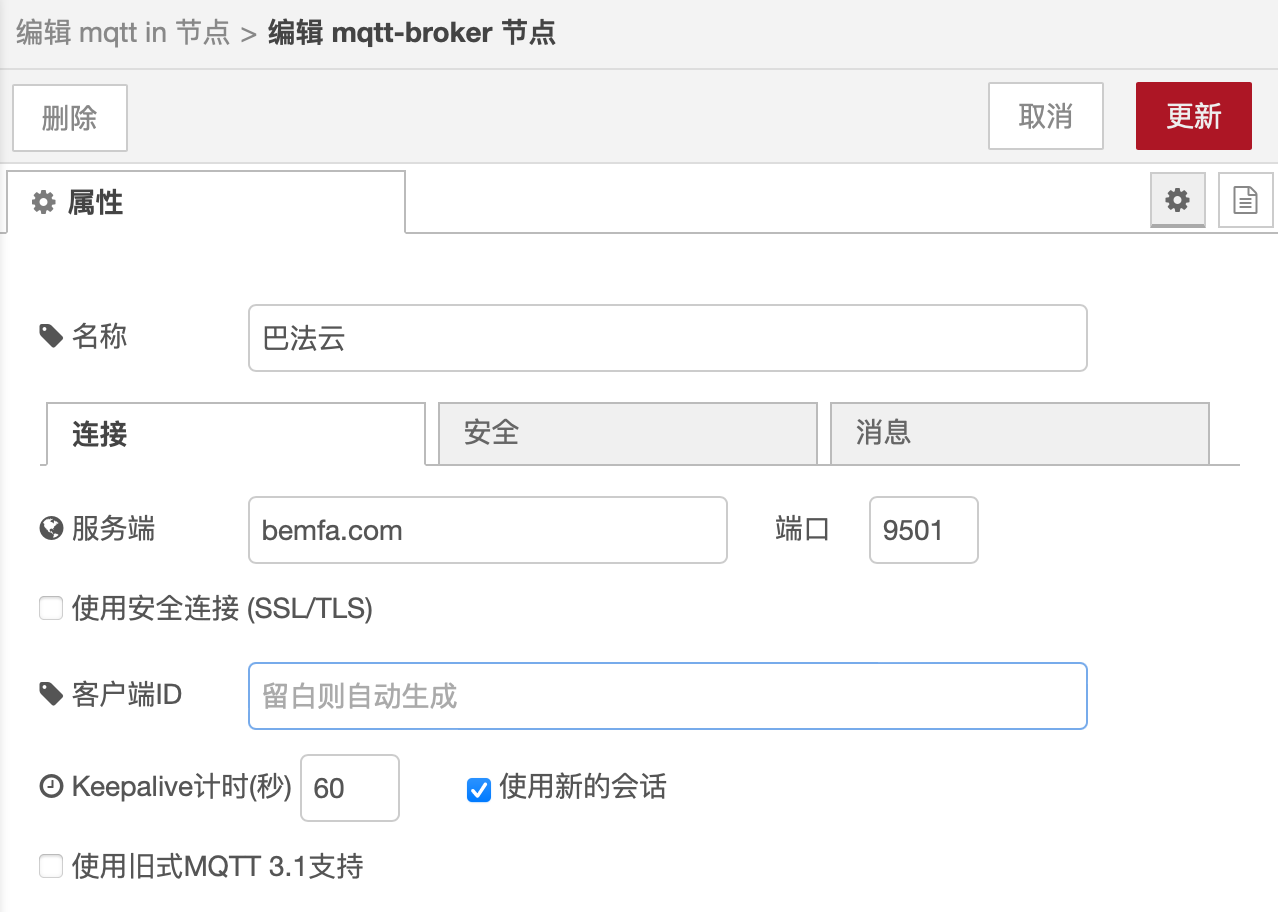 编辑 mqtt in 节点 > 编辑 mqtt-broker 节点
删除 取消 更新
属性
名称 巴法云
连接 安全 消息
服务端 bemfa.com 端口 9501
使用安全连接 (SSL/TLS)
客户端ID 留白则自动生成
Keepalive计时(秒) 60 使用新的会话
使用旧式MQTT 3.1支持